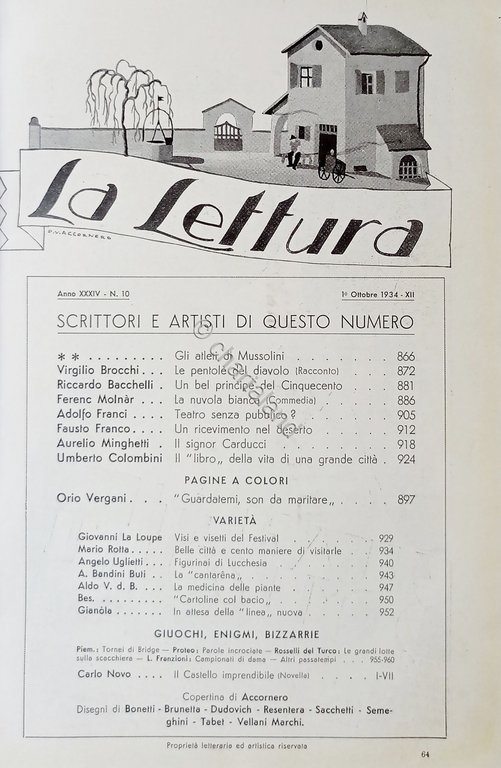 La Lettura
P. V. ACCORNERO
Anno XXXIV - N. 10 1º Ottobre 1934 - XII
SCRITTORI E ARTISTI DI QUESTO NUMERO
* * . . . . . . . . . Gli atleti a Mussolini . . . . . . . . 866
Virgilio Brocchi . . . Le pentole del diavolo (Racconto) . . . . 872
Riccardo Bacchelli . Un bel principe del Cinquecento . . . . 881
Ferenc Molnàr . . . La nuvola bianca (Commedia) . . . . . 886
Adolfo Franci . . . . Teatro senza pubblico? . . . . . . . 905
Fausto Franco . . . . Un ricevimento nel deserto . . . . . . 912
Aurelio Minghetti . Il signor Carducci . . . . . . . . . 918
Umberto Colombini Il "libro„ della vita di una grande città . 924
PAGINE A COLORI
Orio Vergani . . . "Guardatemi, son da maritare„ . . . . . 897
VARIETÀ
Giovanni La Loupe Visi e visetti del Festival . . . . . . . 929
Mario Rotta . . . . . Belle città e cento maniere di visitarle . . 934
Angelo Uglietti . . . Figurinai di Lucchesia . . . . . . . 940
A. Bandini Buti . . La "cantarêna„ . . . . . . . . . 943
Aldo V. d. B. . . . . La medicina delle piante . . . . . . 947
Bes. . . . . . . . . "Cartoline col bacio„ . . . . . . . 950
Gianóla . . . . . . . In attesa della "linea„ nuova . . . . . 952
GIUOCHI, ENIGMI, BIZZARRIE
Piem.: Tornei di Bridge — Proteo: Parole incrociate — Rosselli del Turco: Le grandi lotte
sulla scacchiera — L. Franzioni: Campionati di dama — Altri passatempi . . . 955-960
Carlo Novo . . . . Il Castello imprendibile (Novella) . . . . I-VII
Copertina di Accornero
Disegni di Bonetti - Brunetta - Dudovich - Resentera - Sacchetti - Seme-
ghini - Tabet - Vellani Marchi.
Proprietà letteraria ed artistica riservata
64
© chartaland